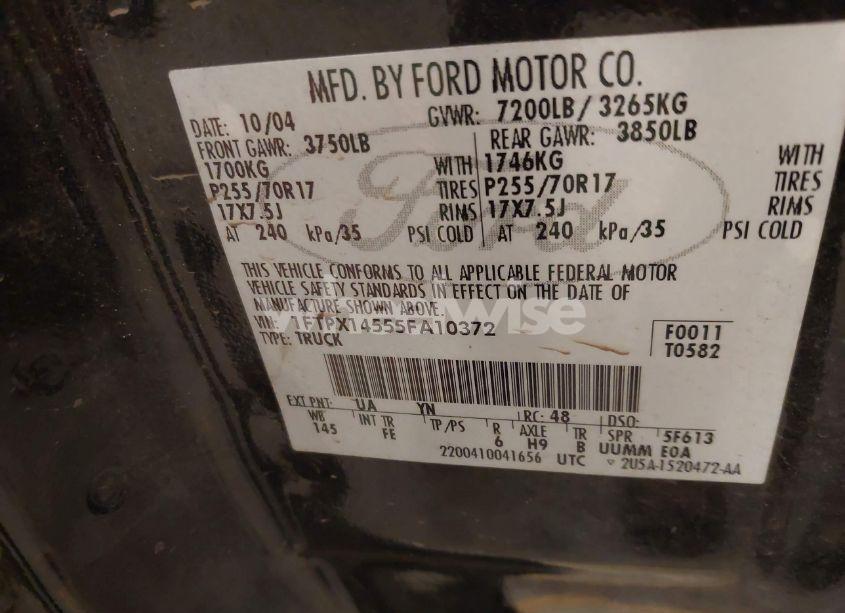 MFD. BY FORD MOTOR CO.
DATE: 10/04 GVWR: 7200LB/ 3265KG
FRONT GAWR: 3750LB REAR GAWR: 3850LB
1700KG WITH 1746KG WITH
P255/70R17 TIRES P255/70R17 TIRES
17X7.5J RIMS 17X7.5J RIMS
AT 240 kPa/35 PSI COLD AT 240 kPa/35 PSI COLD
Ford
THIS VEHICLE CONFORMS TO ALL APPLICABLE FEDERAL MOTOR
VEHICLE SAFETY STANDARDS IN EFFECT ON THE DATE OF
MANUFACTURE SHOWN ABOVE.
VIN: 1FTPX14555FA10372 F0011
TYPE: TRUCK T0582
EXT PNT: UA YN RC: 48 DSO:
WB INT TR TP/PS R AXLE TR SPR 5F613
145 FE 6 H9 B UUMM EOA
2200410041656 UTC 2U5A-1520472-AA